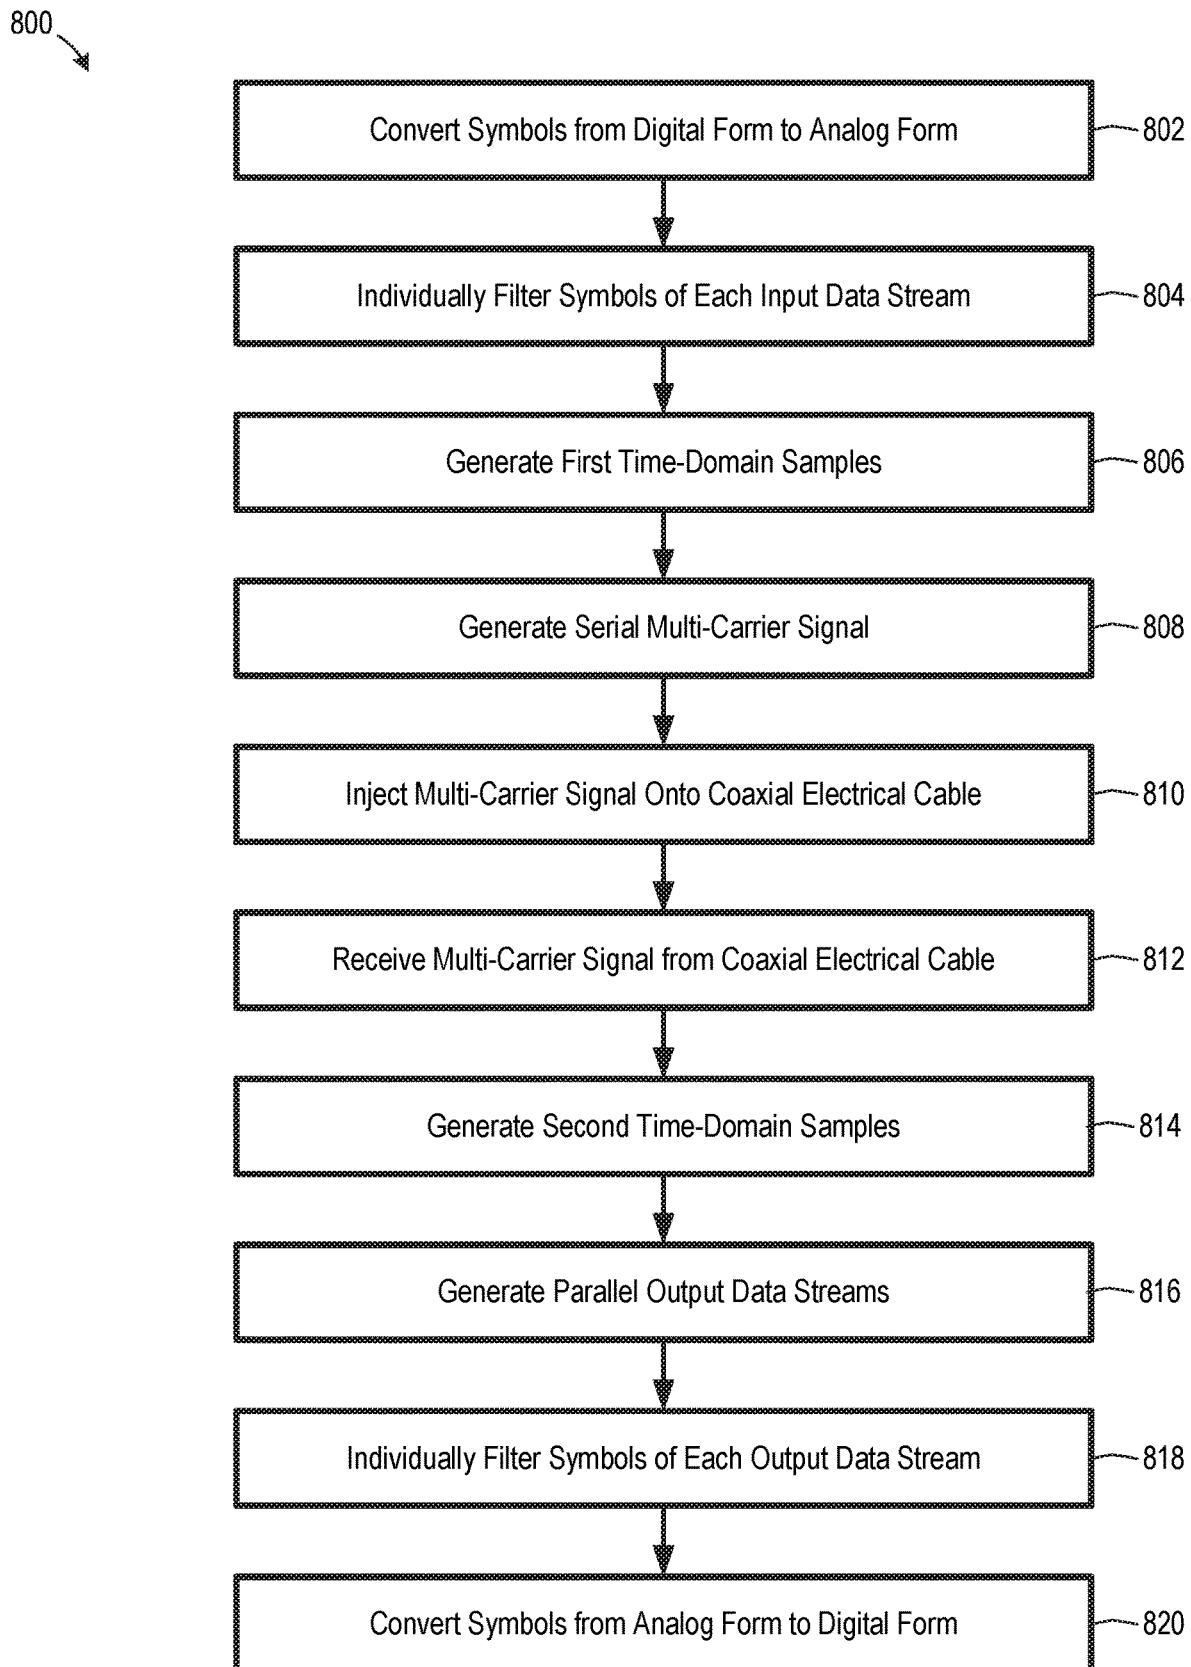 800
Convert Symbols from Digital Form to Analog Form
802
Individually Filter Symbols of Each Input Data Stream
804
Generate First Time-Domain Samples
806
Generate Serial Multi-Carrier Signal
808
Inject Multi-Carrier Signal Onto Coaxial Electrical Cable
810
Receive Multi-Carrier Signal from Coaxial Electrical Cable
812
Generate Second Time-Domain Samples
814
Generate Parallel Output Data Streams
816
Individually Filter Symbols of Each Output Data Stream
818
Convert Symbols from Analog Form to Digital Form
820